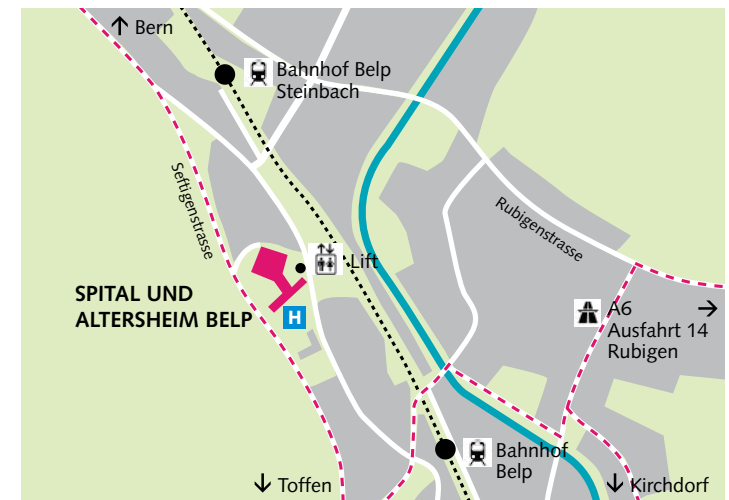 Bern
Bahnhof Belp
Steinbach
Seftigenstrasse
Rubigenstrasse
Lift
SPITAL UND
ALTERSHEIM BELP
H
A6
Ausfahrt 14
Rubigen
Bahnhof
Belp
Toffen
Kirchdorf